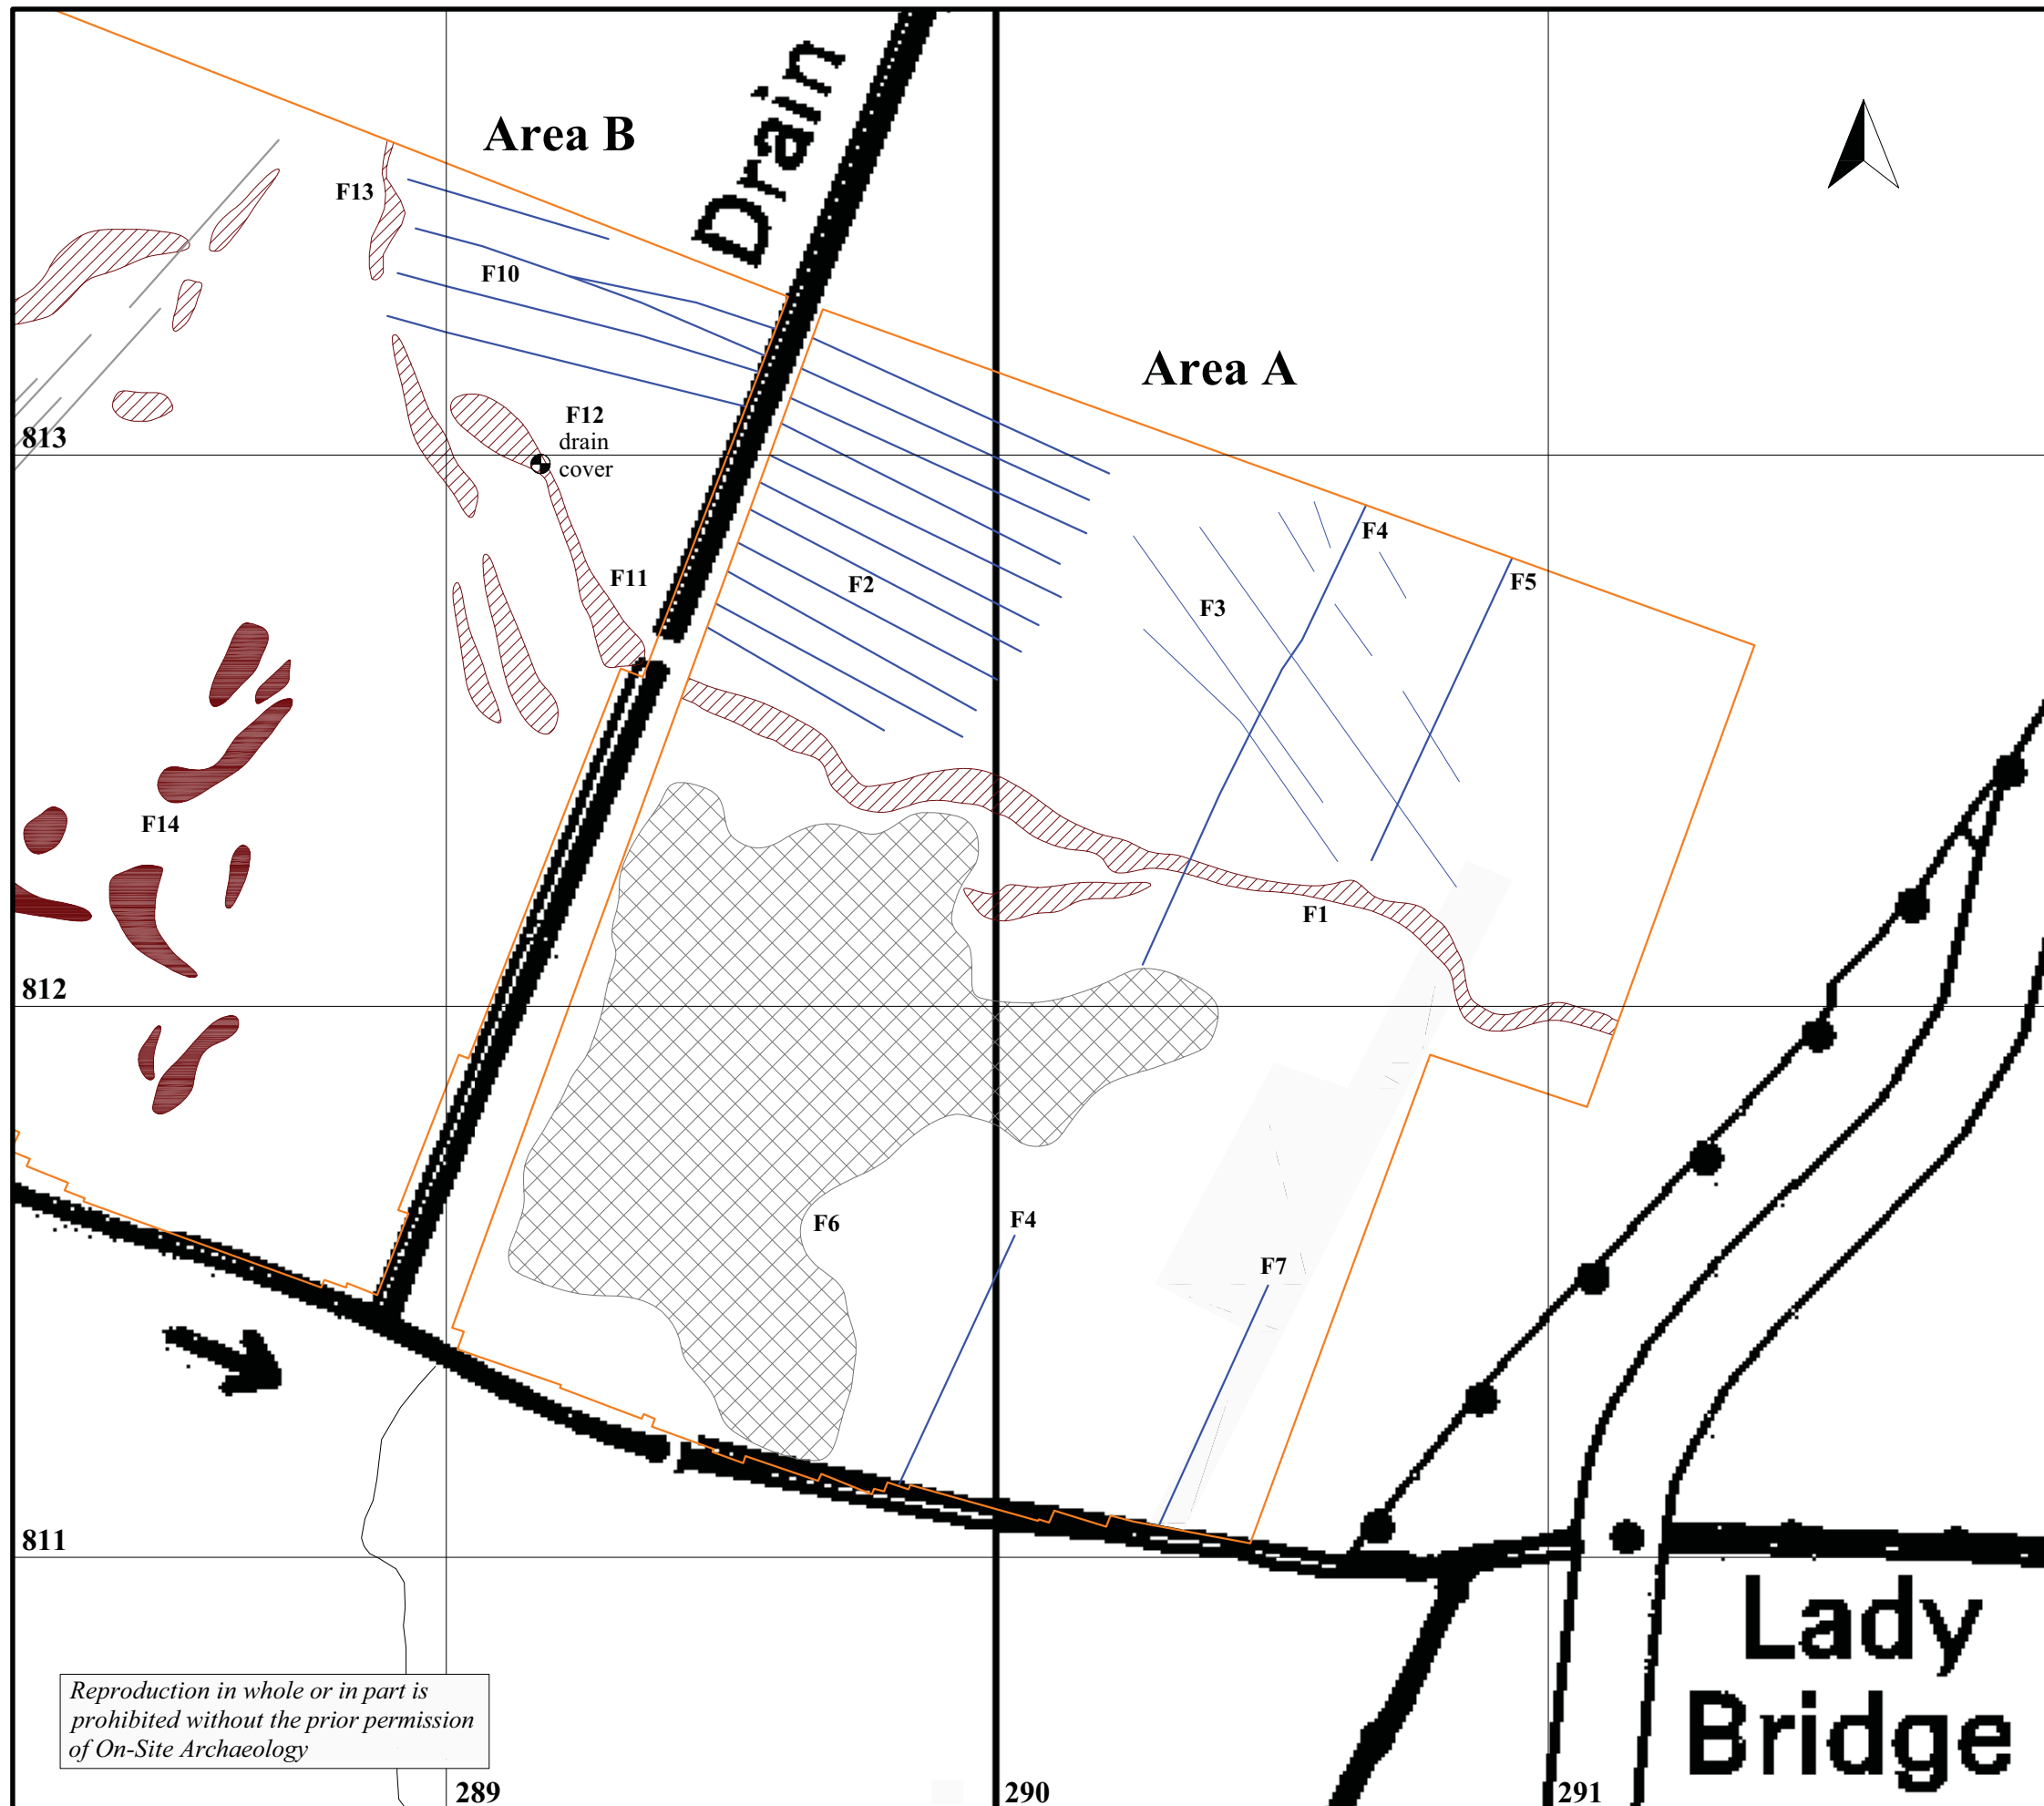 Area B
Drain
F13
F10
Area A
F12
drain
cover
813
F4
F11
F2
F3
F5
F14
F1
812
F6
F4
F7
811
Lady
Bridge
Reproduction in whole or in part is
prohibited without the prior permission
of On-Site Archaeology
289
290
291